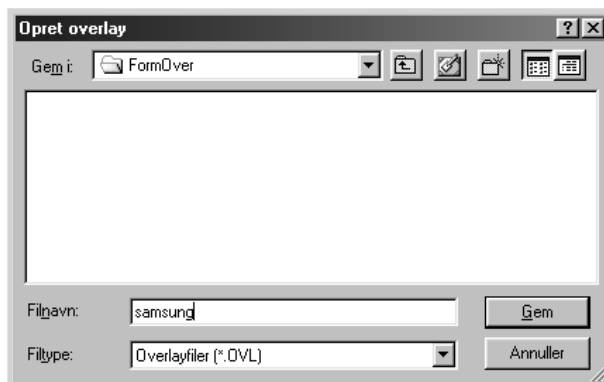 Opret overlay
Gem i: FormOver
Filnavn: samsung Gem
Filtype: Overlayfiler (*.OVL) Annuller